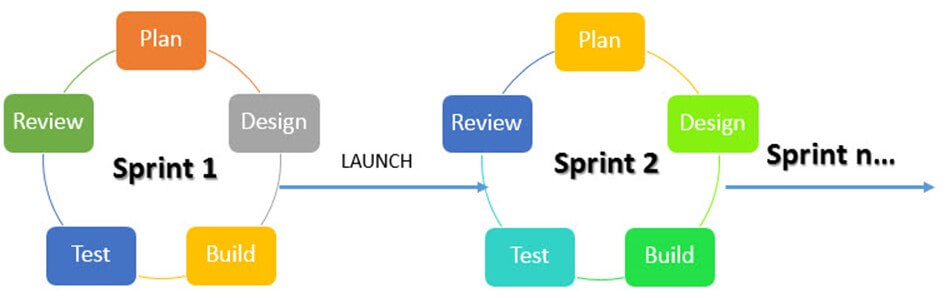 Plan
Review
Design
Sprint 1
Test
Build
LAUNCH
Plan
Review
Design
Sprint 2
Test
Build
Sprint n...